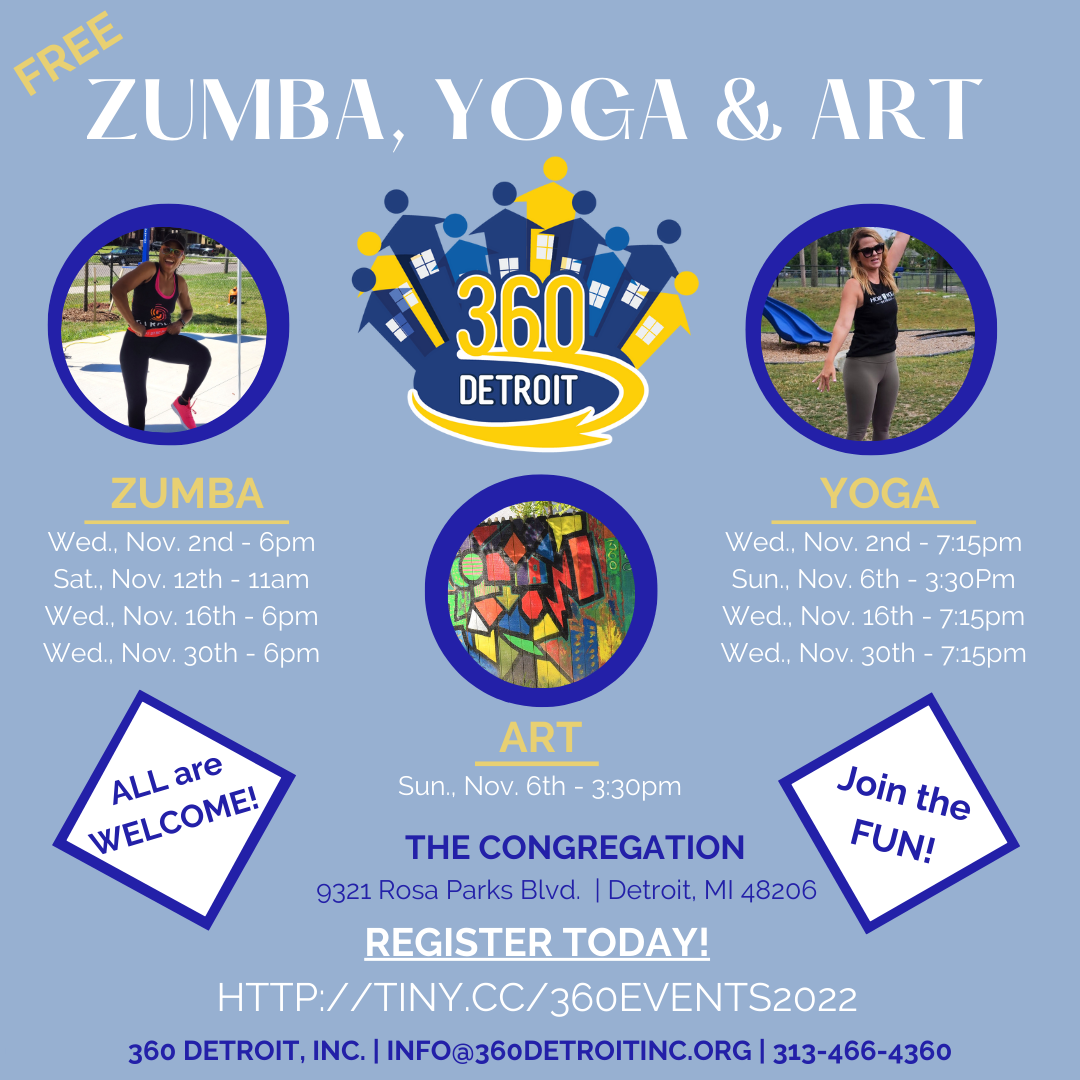 FREE
ZUMBA, YOGA & ART
360
DETROIT
ZUMBA
Wed., Nov. 2nd - 6pm
Sat., Nov. 12th - 11am
Wed., Nov. 16th - 6pm
Wed., Nov. 30th - 6pm
YOGA
Wed., Nov. 2nd - 7:15pm
Sun., Nov. 6th - 3:30Pm
Wed., Nov. 16th - 7:15pm
Wed., Nov. 30th - 7:15pm
ART
Sun., Nov. 6th - 3:30pm
ALL are
WELCOME!
Join the
FUN!
THE CONGREGATION
9321 Rosa Parks Blvd. | Detroit, MI 48206
REGISTER TODAY!
HTTP://TINY.CC/360EVENTS2022
360 DETROIT, INC. | INFO@360DETROITINC.ORG | 313-466-4360